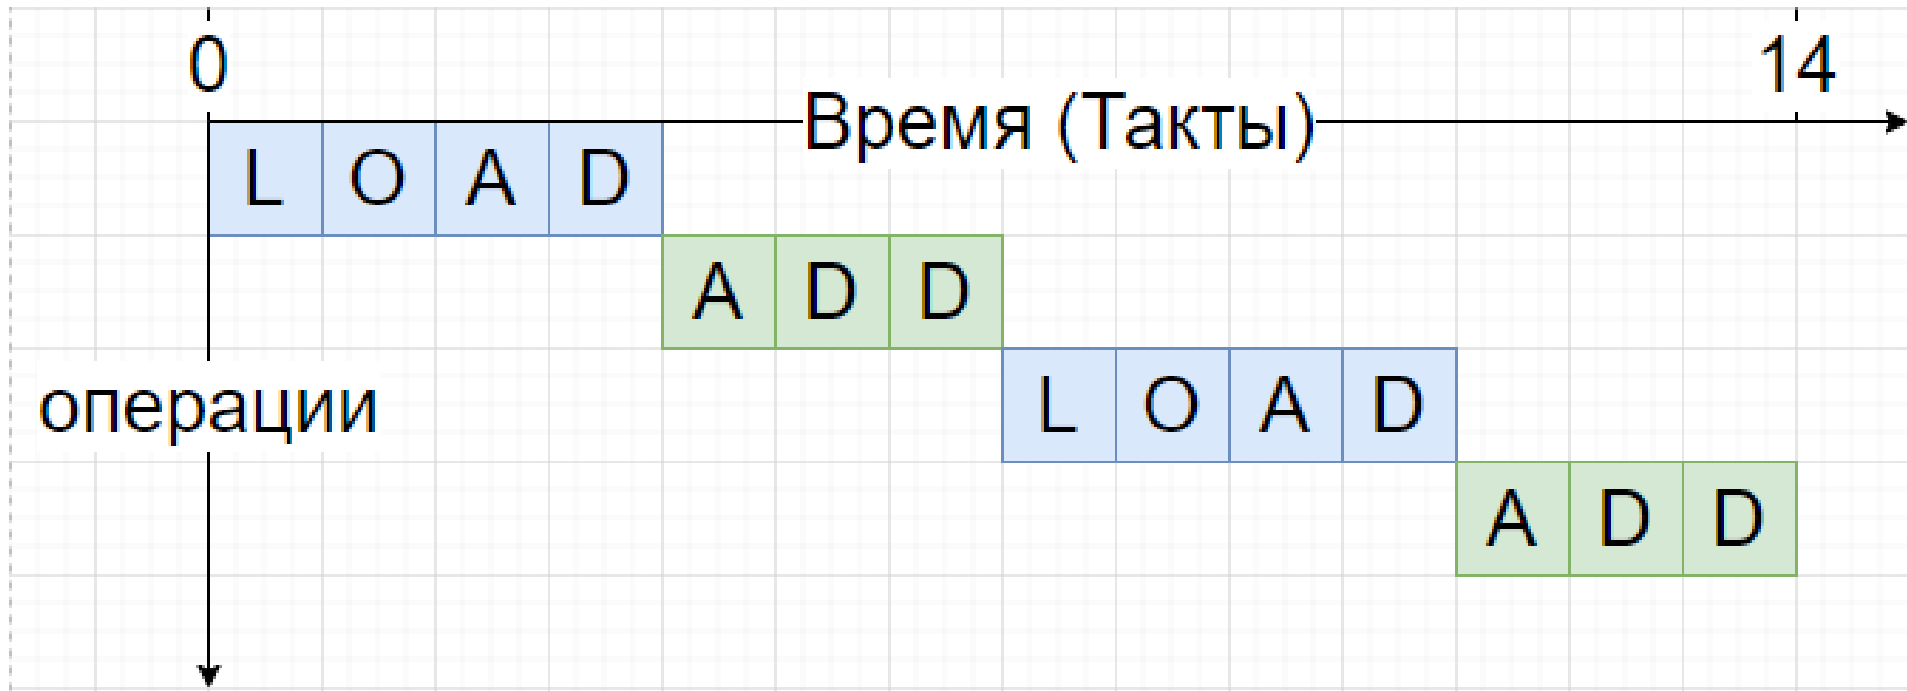 0
14
Время (Такты)
L O A D
A D D
L O A D
операции
A D D